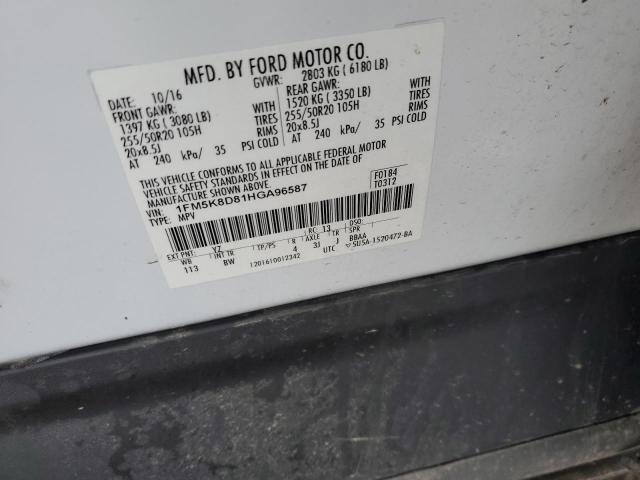 MFD. BY FORD MOTOR CO.
DATE: 10/16 GVWR: 2803 KG ( 6180 LB)
FRONT GAWR: WITH REAR GAWR: WITH
1397 KG ( 3080 LB) TIRES 1520 KG ( 3350 LB) TIRES
255/50R20 105H RIMS 255/50R20 105H RIMS
20x8.5J 20x8.5J
AT 240 kPa/ 35 PSI COLD AT 240 kPa/ 35 PSI COLD
THIS VEHICLE CONFORMS TO ALL APPLICABLE FEDERAL MOTOR
VEHICLE SAFETY STANDARDS IN EFFECT ON THE DATE OF
MANUFACTURE SHOWN ABOVE.
VIN: 1FM5K8D81HGA96587 F0184
TYPE: MPV T0312
EXT PNT: YZ RC: 13 DSO:
WB INT TR TP/PS R AXLE TR SPR
113 BW 4 3J J BBAA
1201610012342 UTC 5U5A-1520472-BA